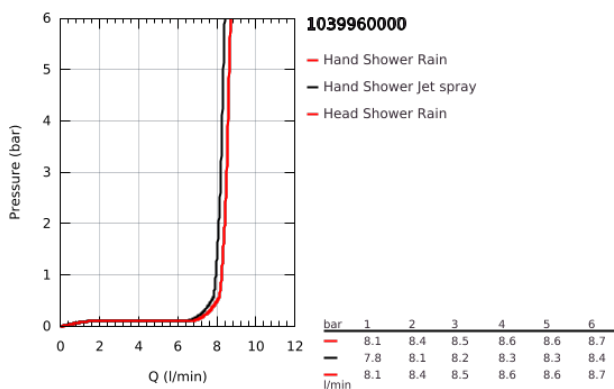 1039960000
Hand Shower Rain
Hand Shower Jet spray
Head Shower Rain
Pressure (bar)
6
5
4
3
2
1
0
0 2 4 6 8 10 12
Q (l/min)
bar 1 2 3 4 5 6
8.1 8.4 8.5 8.6 8.6 8.7
7.8 8.1 8.2 8.3 8.3 8.4
8.1 8.4 8.5 8.6 8.6 8.7
l/min